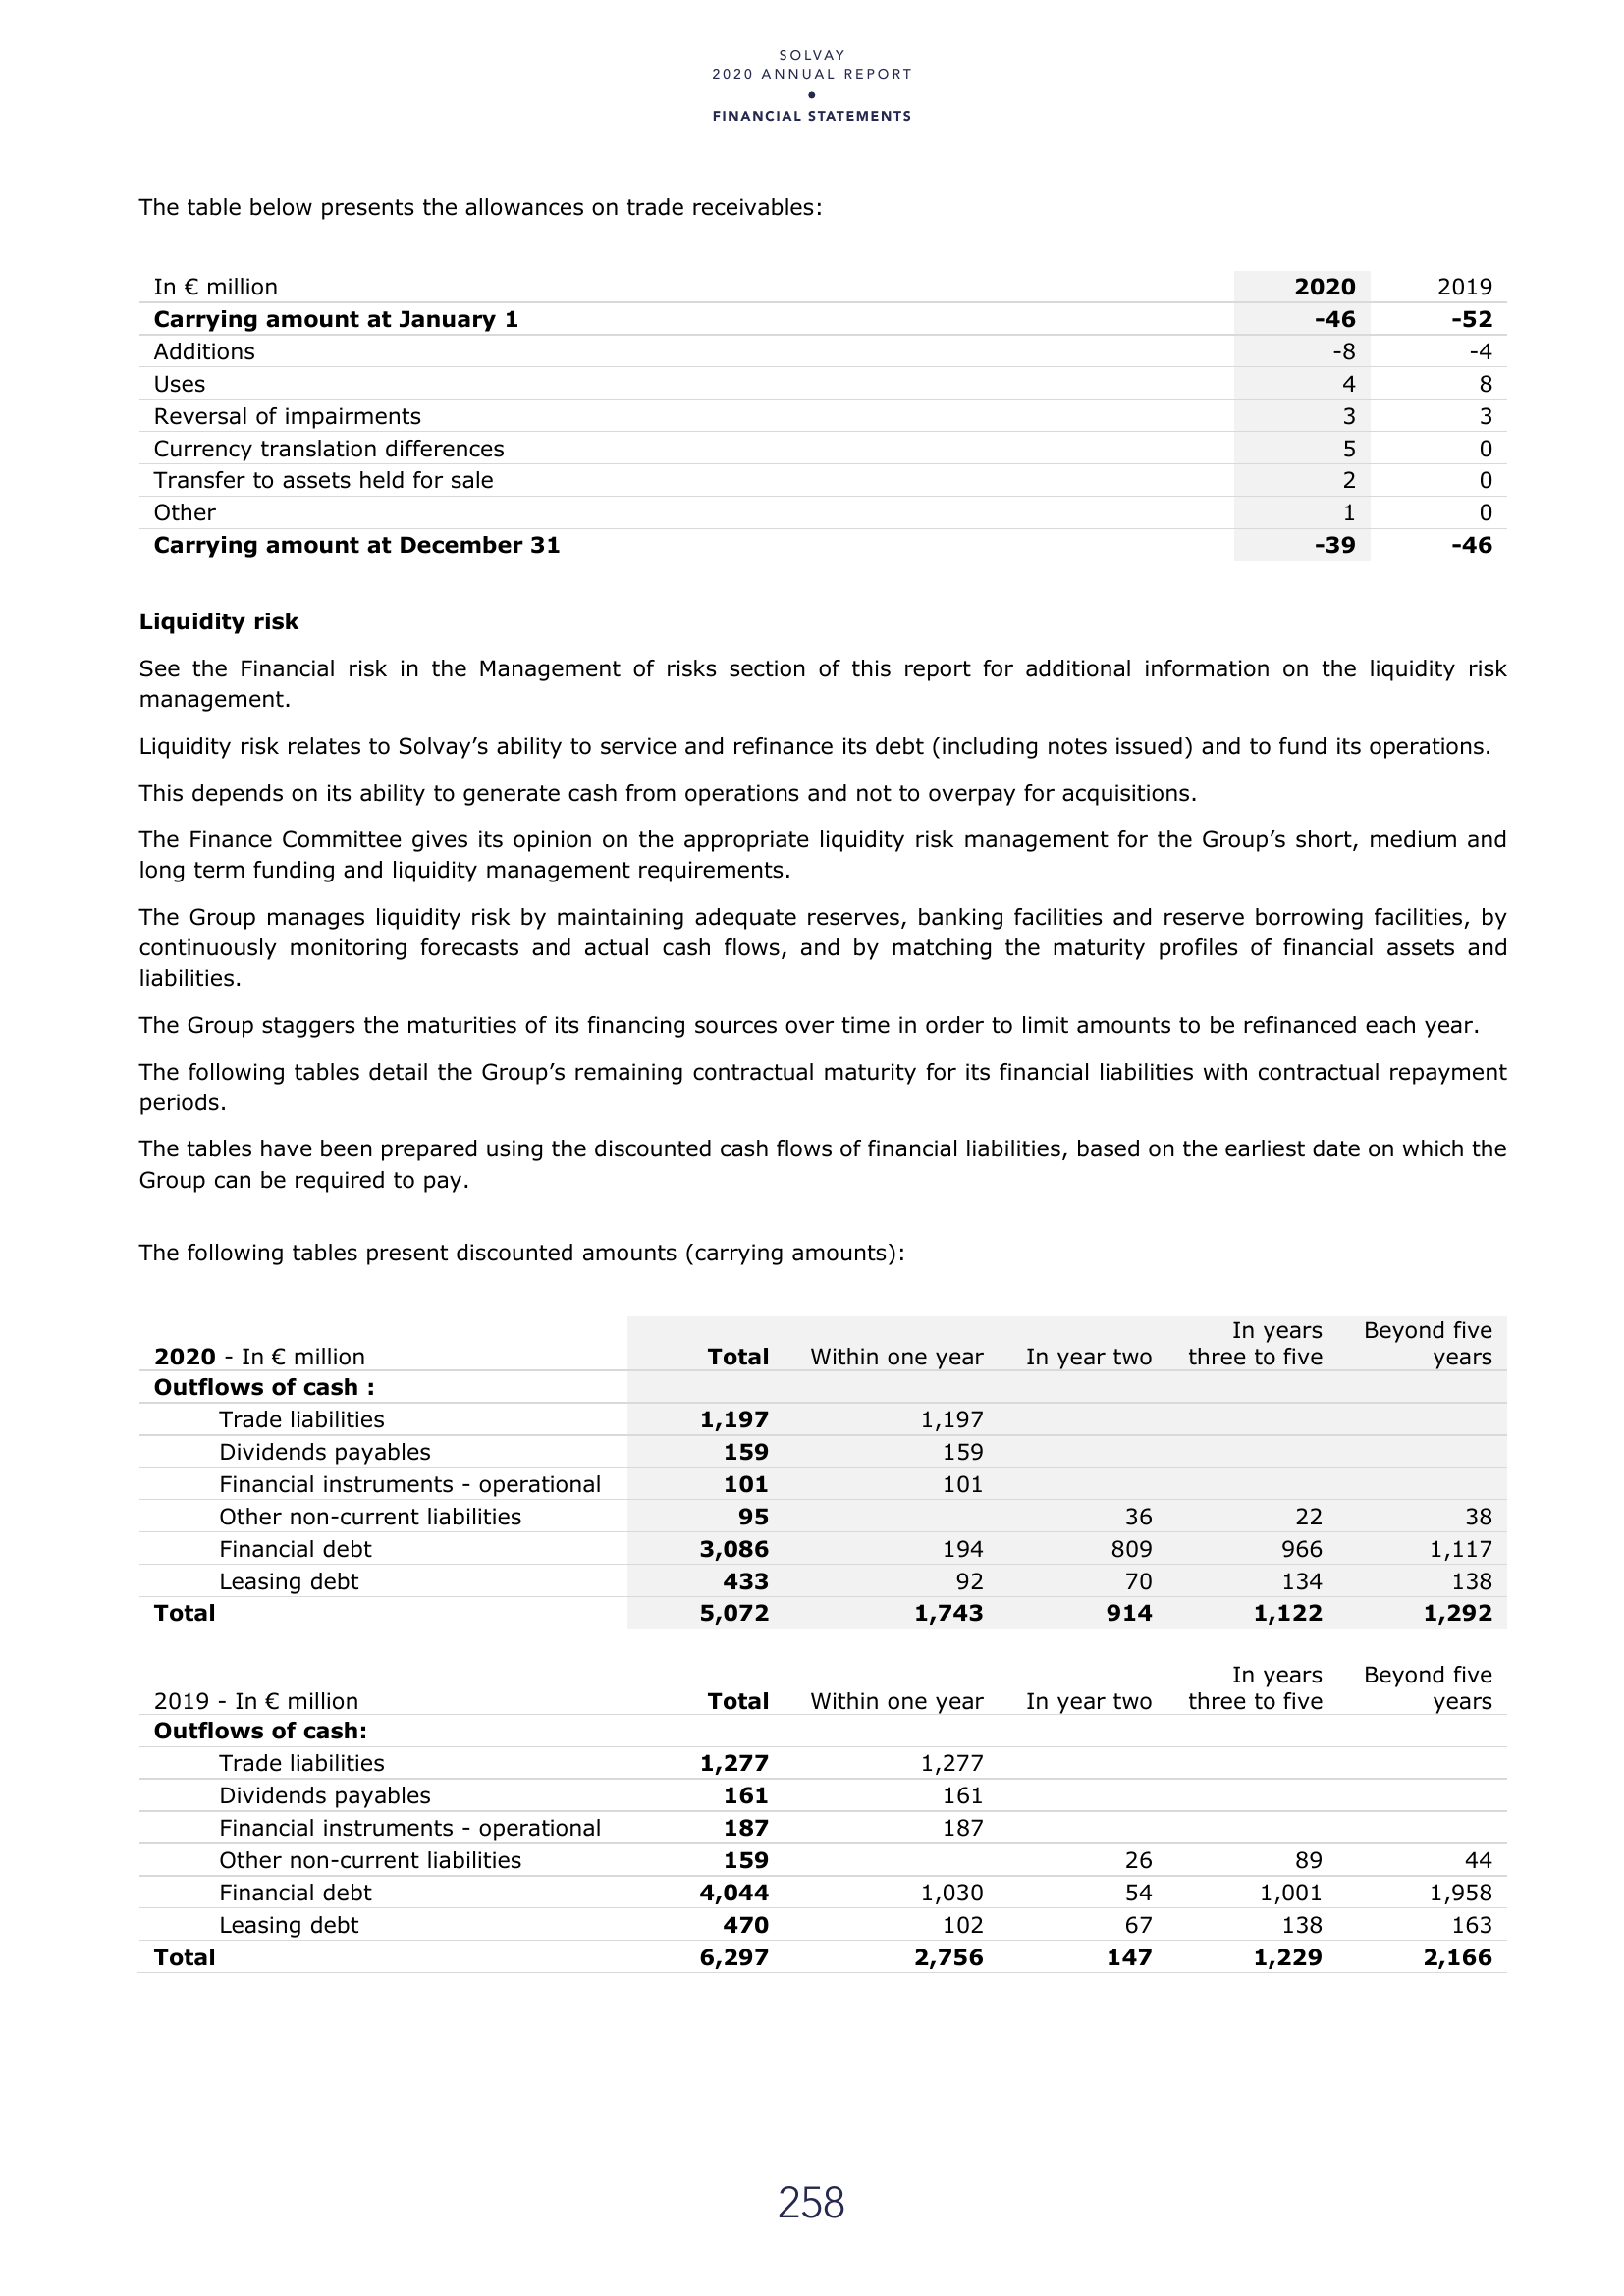 SOLVAY
2020 ANNUAL REPORT
•
FINANCIAL STATEMENTS
The table below presents the allowances on trade receivables:
In € million 2020 2019
Carrying amount at January 1 -46 -52
Additions -8 -4
Uses 4 8
Reversal of impairments 3 3
Currency translation differences 5 0
Transfer to assets held for sale 2 0
Other 1 0
Carrying amount at December 31 -39 -46
Liquidity risk
See the Financial risk in the Management of risks section of this report for additional information on the liquidity risk
management.
Liquidity risk relates to Solvay’s ability to service and refinance its debt (including notes issued) and to fund its operations.
This depends on its ability to generate cash from operations and not to overpay for acquisitions.
The Finance Committee gives its opinion on the appropriate liquidity risk management for the Group’s short, medium and
long term funding and liquidity management requirements.
The Group manages liquidity risk by maintaining adequate reserves, banking facilities and reserve borrowing facilities, by
continuously monitoring forecasts and actual cash flows, and by matching the maturity profiles of financial assets and
liabilities.
The Group staggers the maturities of its financing sources over time in order to limit amounts to be refinanced each year.
The following tables detail the Group’s remaining contractual maturity for its financial liabilities with contractual repayment
periods.
The tables have been prepared using the discounted cash flows of financial liabilities, based on the earliest date on which the
Group can be required to pay.
The following tables present discounted amounts (carrying amounts):
In years Beyond five
2020 - In € million Total Within one year In year two three to five years
Outflows of cash :
Trade liabilities 1,197 1,197
Dividends payables 159 159
Financial instruments - operational 101 101
Other non-current liabilities 95 36 22 38
Financial debt 3,086 194 809 966 1,117
Leasing debt 433 92 70 134 138
Total 5,072 1,743 914 1,122 1,292
In years Beyond five
2019 - In € million Total Within one year In year two three to five years
Outflows of cash:
Trade liabilities 1,277 1,277
Dividends payables 161 161
Financial instruments - operational 187 187
Other non-current liabilities 159 26 89 44
Financial debt 4,044 1,030 54 1,001 1,958
Leasing debt 470 102 67 138 163
Total 6,297 2,756 147 1,229 2,166
258